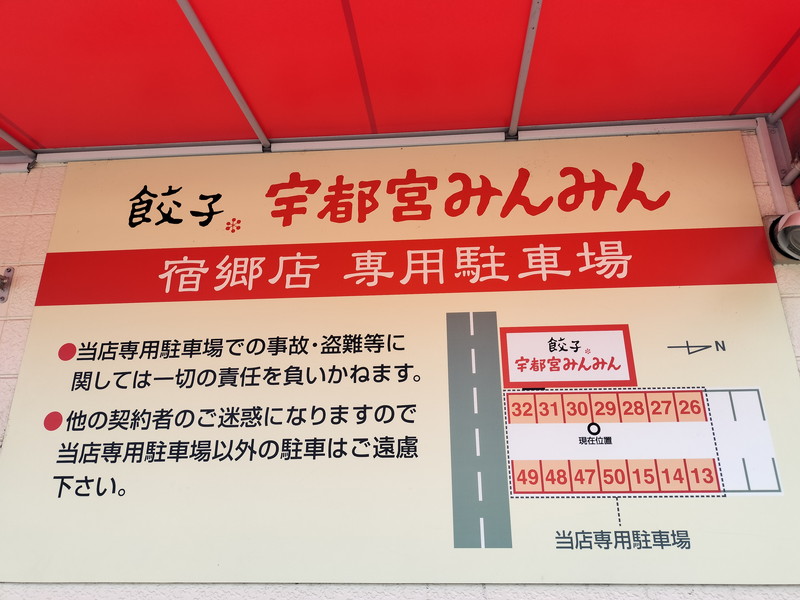 餃子 宇都宮みんみん
宿郷店 専用駐車場
●当店専用駐車場での事故・盗難等に
関しては一切の責任を負いかねます。
●他の契約者のご迷惑になりますので
当店専用駐車場以外の駐車はご遠慮
下さい。
餃子
宇都宮みんみん
N
32 31 30 29 28 27 26
現在位置
49 48 47 50 15 14 13
当店専用駐車場